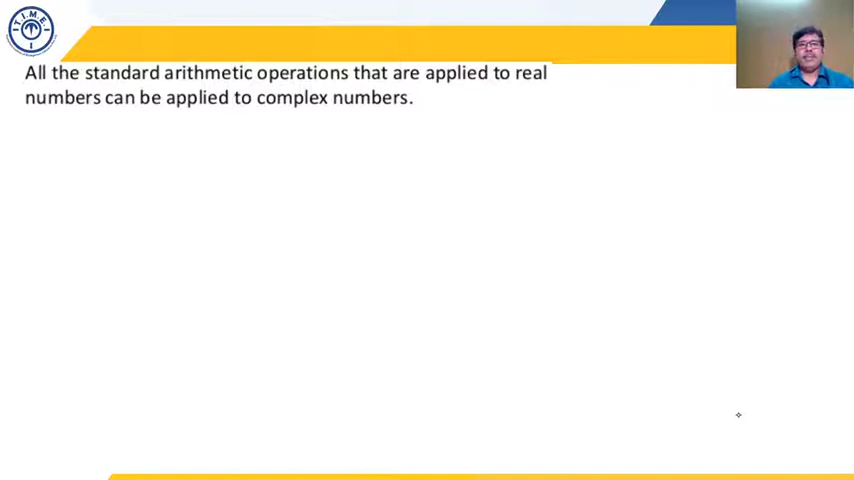 T.I.M.E.
All the standard arithmetic operations that are applied to real
numbers can be applied to complex numbers.